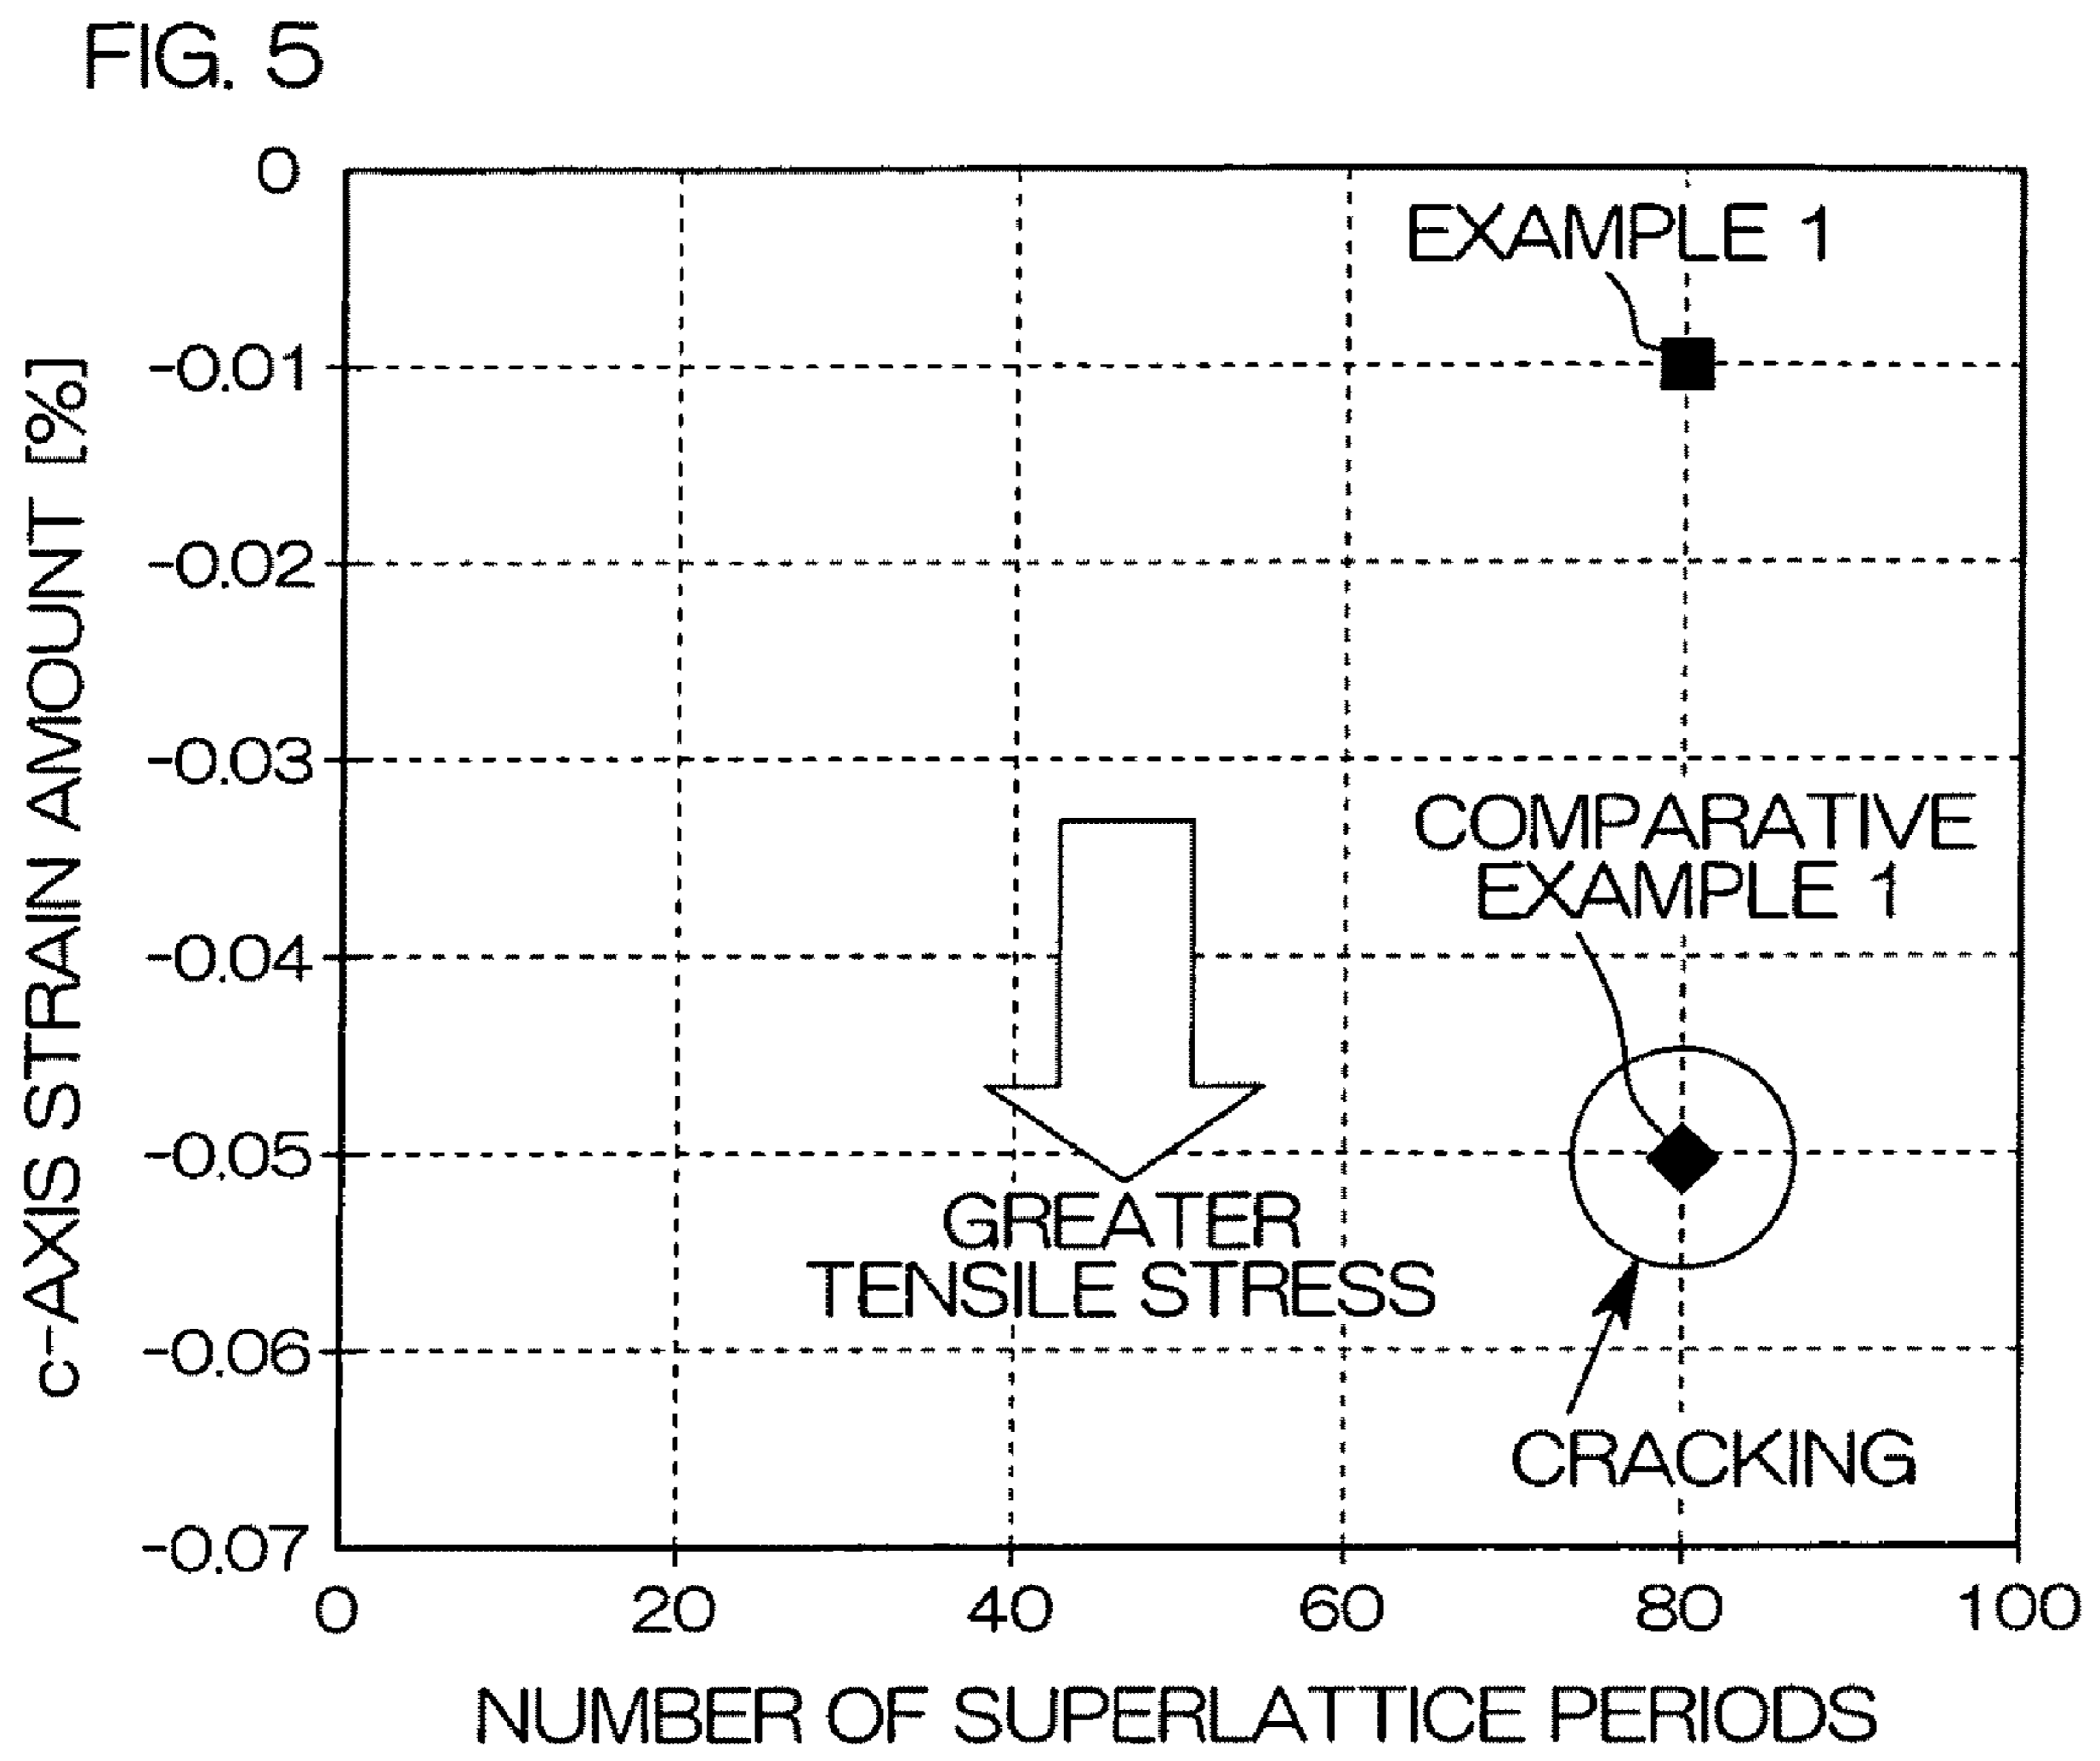 FIG. 5
0
EXAMPLE 1
-0.01
-0.02
-0.03
COMPARATIVE
EXAMPLE 1
-0.04
-0.05
GREATER
TENSILE STRESS
-0.06
CRACKING
-0.07
0 20 40 60 80 100
NUMBER OF SUPERLATTICE PERIODS
c-AXIS STRAIN AMOUNT [%]